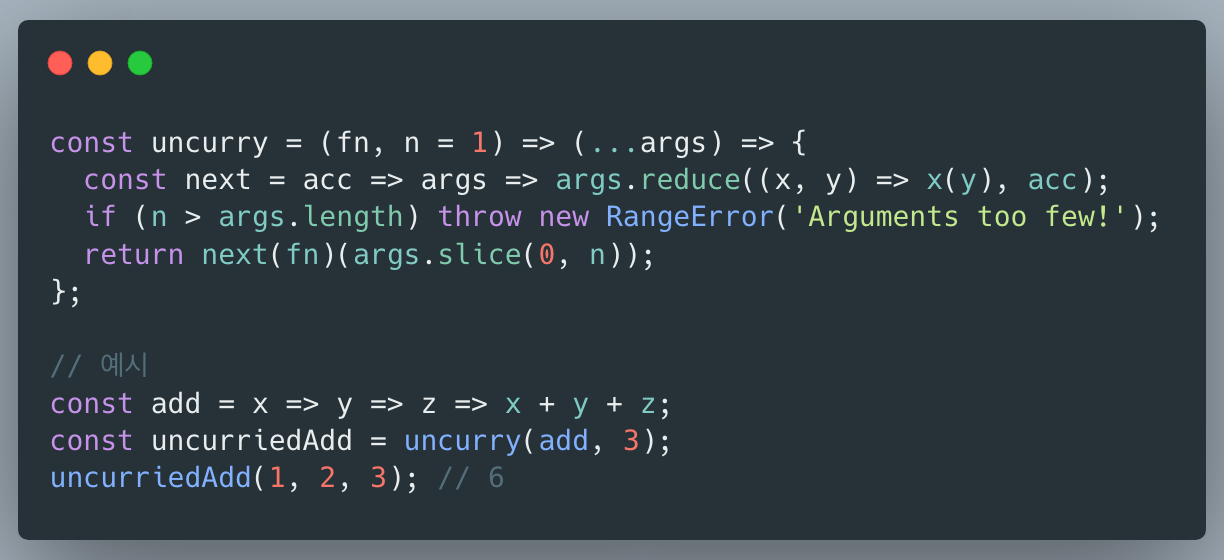 const uncurry = (fn, n = 1) => (...args) => {
  const next = acc => args => args.reduce((x, y) => x(y), acc);
  if (n > args.length) throw new RangeError('Arguments too few!');
  return next(fn)(args.slice(0, n));
};

// 예시
const add = x => y => z => x + y + z;
const uncurriedAdd = uncurry(add, 3);
uncurriedAdd(1, 2, 3); // 6